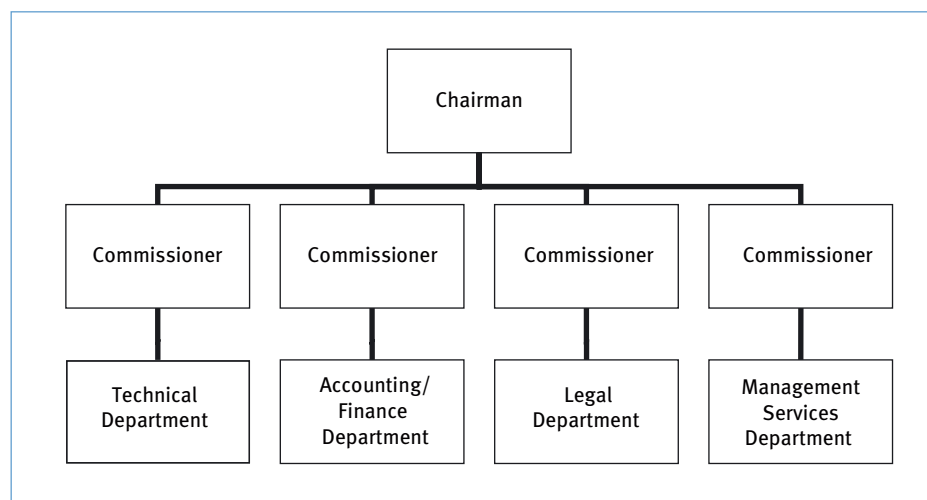 Chairman
Commissioner
Commissioner
Commissioner
Commissioner
Technical
Department
Accounting/
Finance
Department
Legal
Department
Management
Services
Department